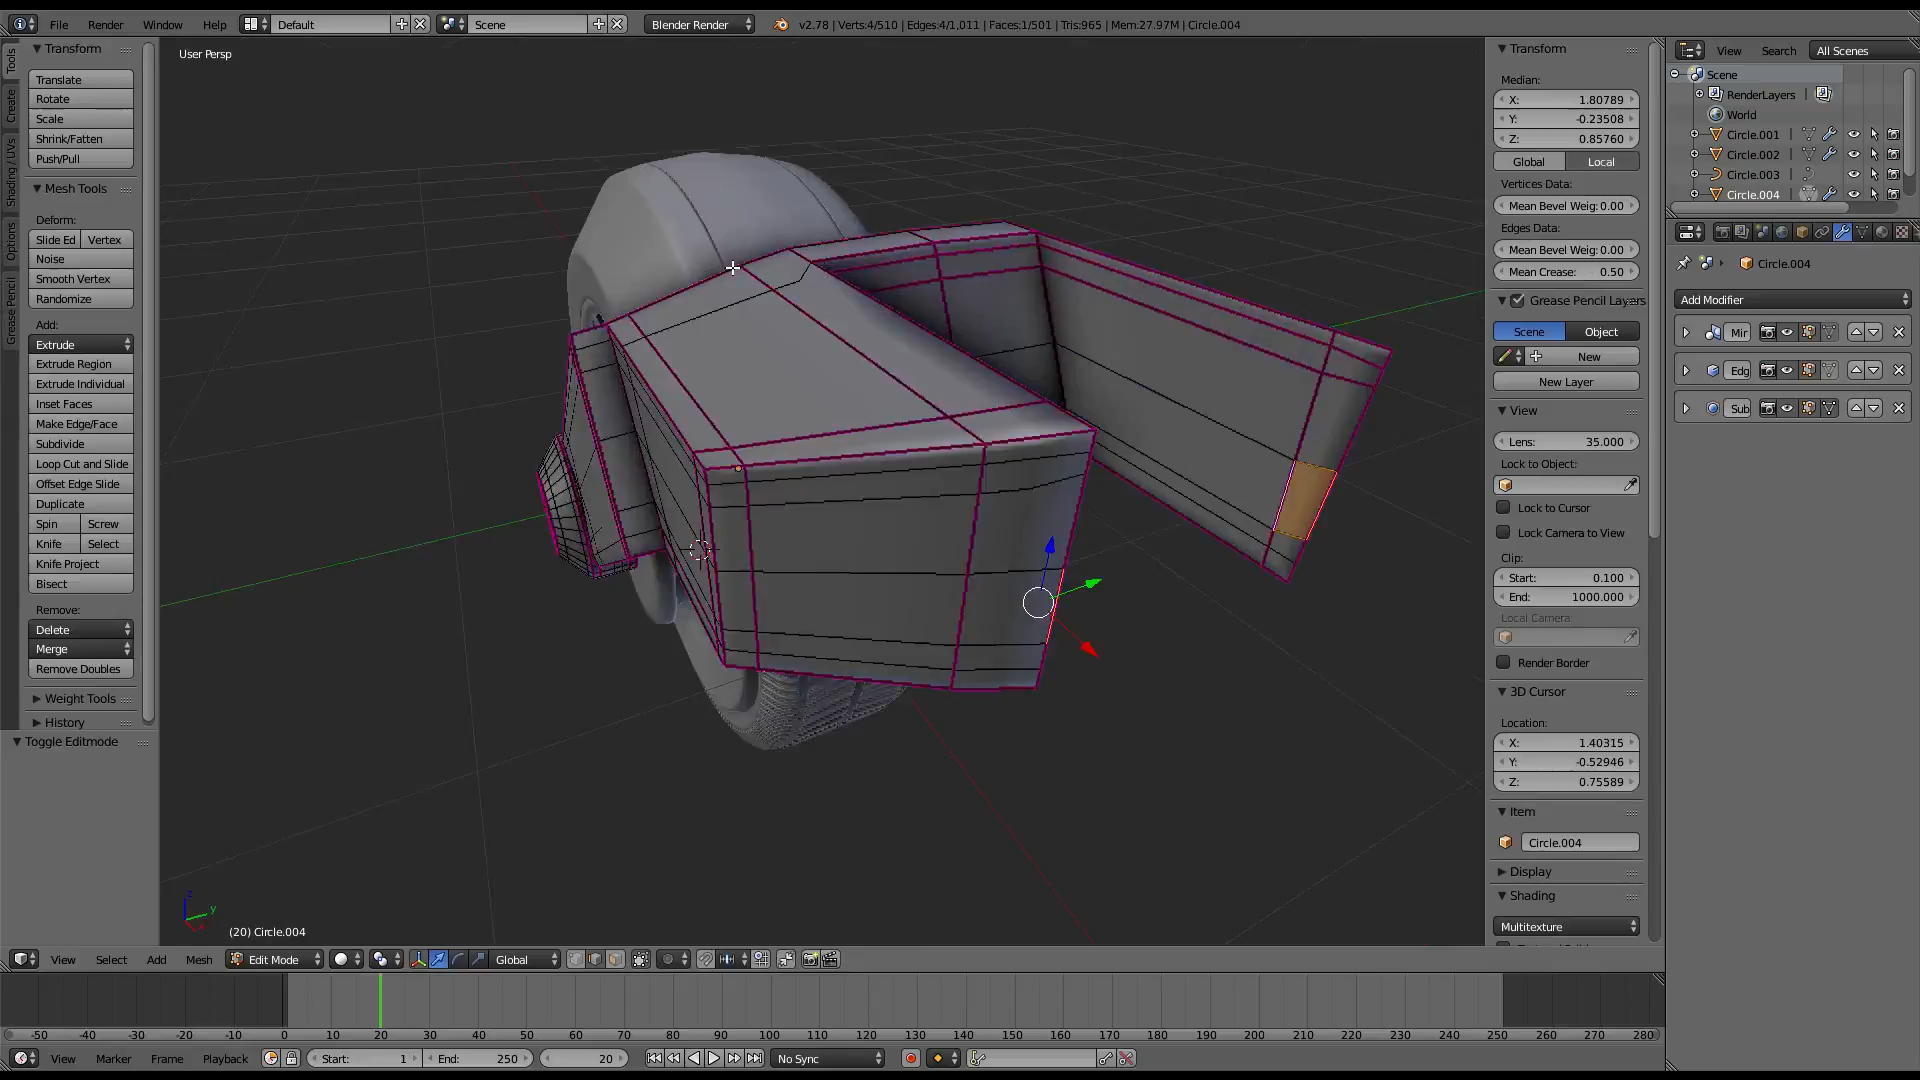 File Render Window Help Default Scene Blender Render v2.78 | Verts:4/510 | Edges:4/1,011 | Faces:1/501 | Tris:965 | Mem:27.97M | Circle.004
Tools
Create
Shading / UVs
Options
Grease Pencil
Transform
Translate
Rotate
Scale
Shrink/Fatten
Push/Pull
Mesh Tools
Deform:
Slide Ed Vertex
Noise
Smooth Vertex
Randomize
Add:
Extrude
Extrude Region
Extrude Individual
Inset Faces
Make Edge/Face
Subdivide
Loop Cut and Slide
Offset Edge Slide
Duplicate
Spin Screw
Knife Select
Knife Project
Bisect
Remove:
Delete
Merge
Remove Doubles
Weight Tools
History
Toggle Editmode
User Persp
z
y
x
(20) Circle.004
Transform
Median:
X: 1.80789
Y: -0.23508
Z: 0.85760
Global Local
Vertices Data:
Mean Bevel Weig:0.00
Edges Data:
Mean Bevel Weig:0.00
Mean Crease: 0.50
Grease Pencil Layers
Scene Object
New
New Layer
View
Lens: 35.000
Lock to Object:
Lock to Cursor
Lock Camera to View
Clip:
Start: 0.100
End: 1000.000
Local Camera:
Render Border
3D Cursor
Location:
X: 1.40315
Y: -0.52946
Z: 0.75589
Item
Circle.004
Display
Shading
Multitexture
View Search All Scenes
Scene
RenderLayers |
World
Circle.001
Circle.002
Circle.003
Circle.004
Circle.004
Add Modifier
Mir
Edg
Sub
View Select Add Mesh Edit Mode Global
-50 -40 -30 -20 -10 0 10 20 30 40 50 60 70 80 90 100 110 120 130 140 150 160 170 180 190 200 210 220 230 240 250 260 270 280
View Marker Frame Playback Start: 1 End: 250 20 No Sync